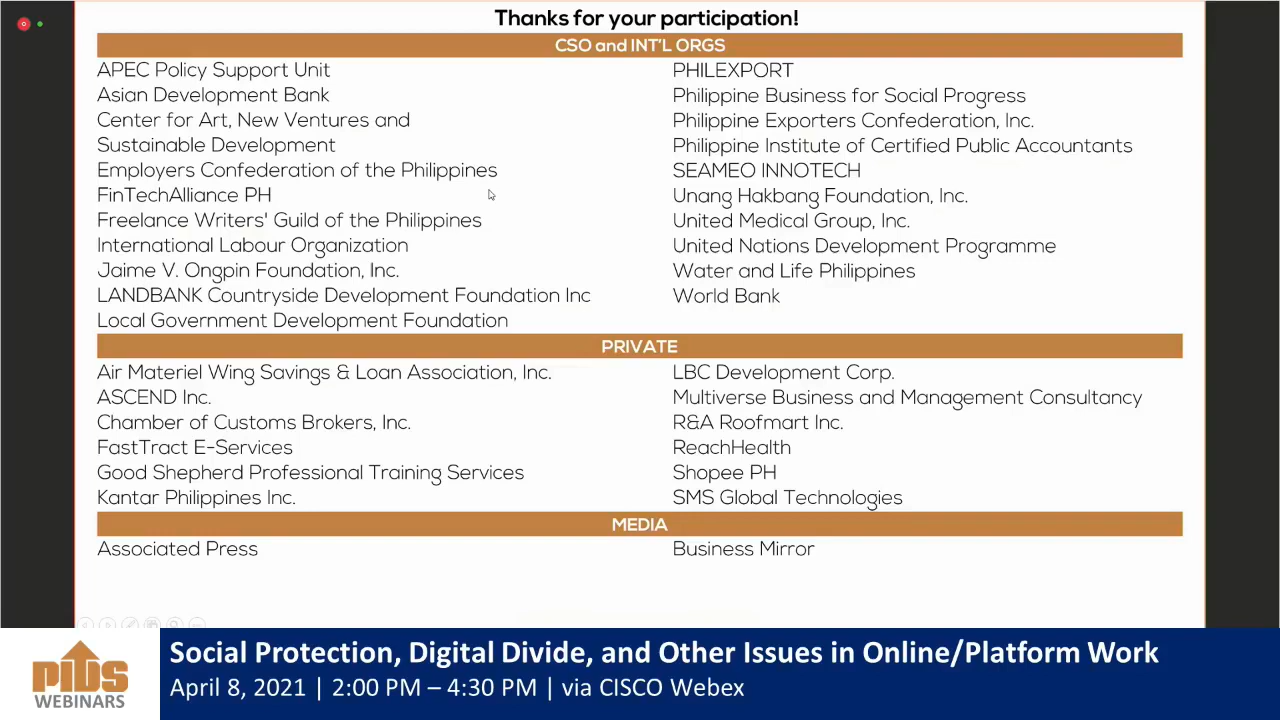 Thanks for your participation!
CSO and INT'L ORGS
APEC Policy Support Unit
Asian Development Bank
Center for Art, New Ventures and
Sustainable Development
Employers Confederation of the Philippines
FinTechAlliance PH
Freelance Writers' Guild of the Philippines
International Labour Organization
Jaime V. Ongpin Foundation, Inc.
LANDBANK Countryside Development Foundation Inc
Local Government Development Foundation
PHILEXPORT
Philippine Business for Social Progress
Philippine Exporters Confederation, Inc.
Philippine Institute of Certified Public Accountants
SEAMEO INNOTECH
Unang Hakbang Foundation, Inc.
United Medical Group, Inc.
United Nations Development Programme
Water and Life Philippines
World Bank
PRIVATE
Air Materiel Wing Savings & Loan Association, Inc.
ASCEND Inc.
Chamber of Customs Brokers, Inc.
FastTract E-Services
Good Shepherd Professional Training Services
Kantar Philippines Inc.
LBC Development Corp.
Multiverse Business and Management Consultancy
R&A Roofmart Inc.
ReachHealth
Shopee PH
SMS Global Technologies
MEDIA
Associated Press
Business Mirror
PIDS
WEBINARS
Social Protection, Digital Divide, and Other Issues in Online/Platform Work
April 8, 2021 | 2:00 PM – 4:30 PM | via CISCO Webex